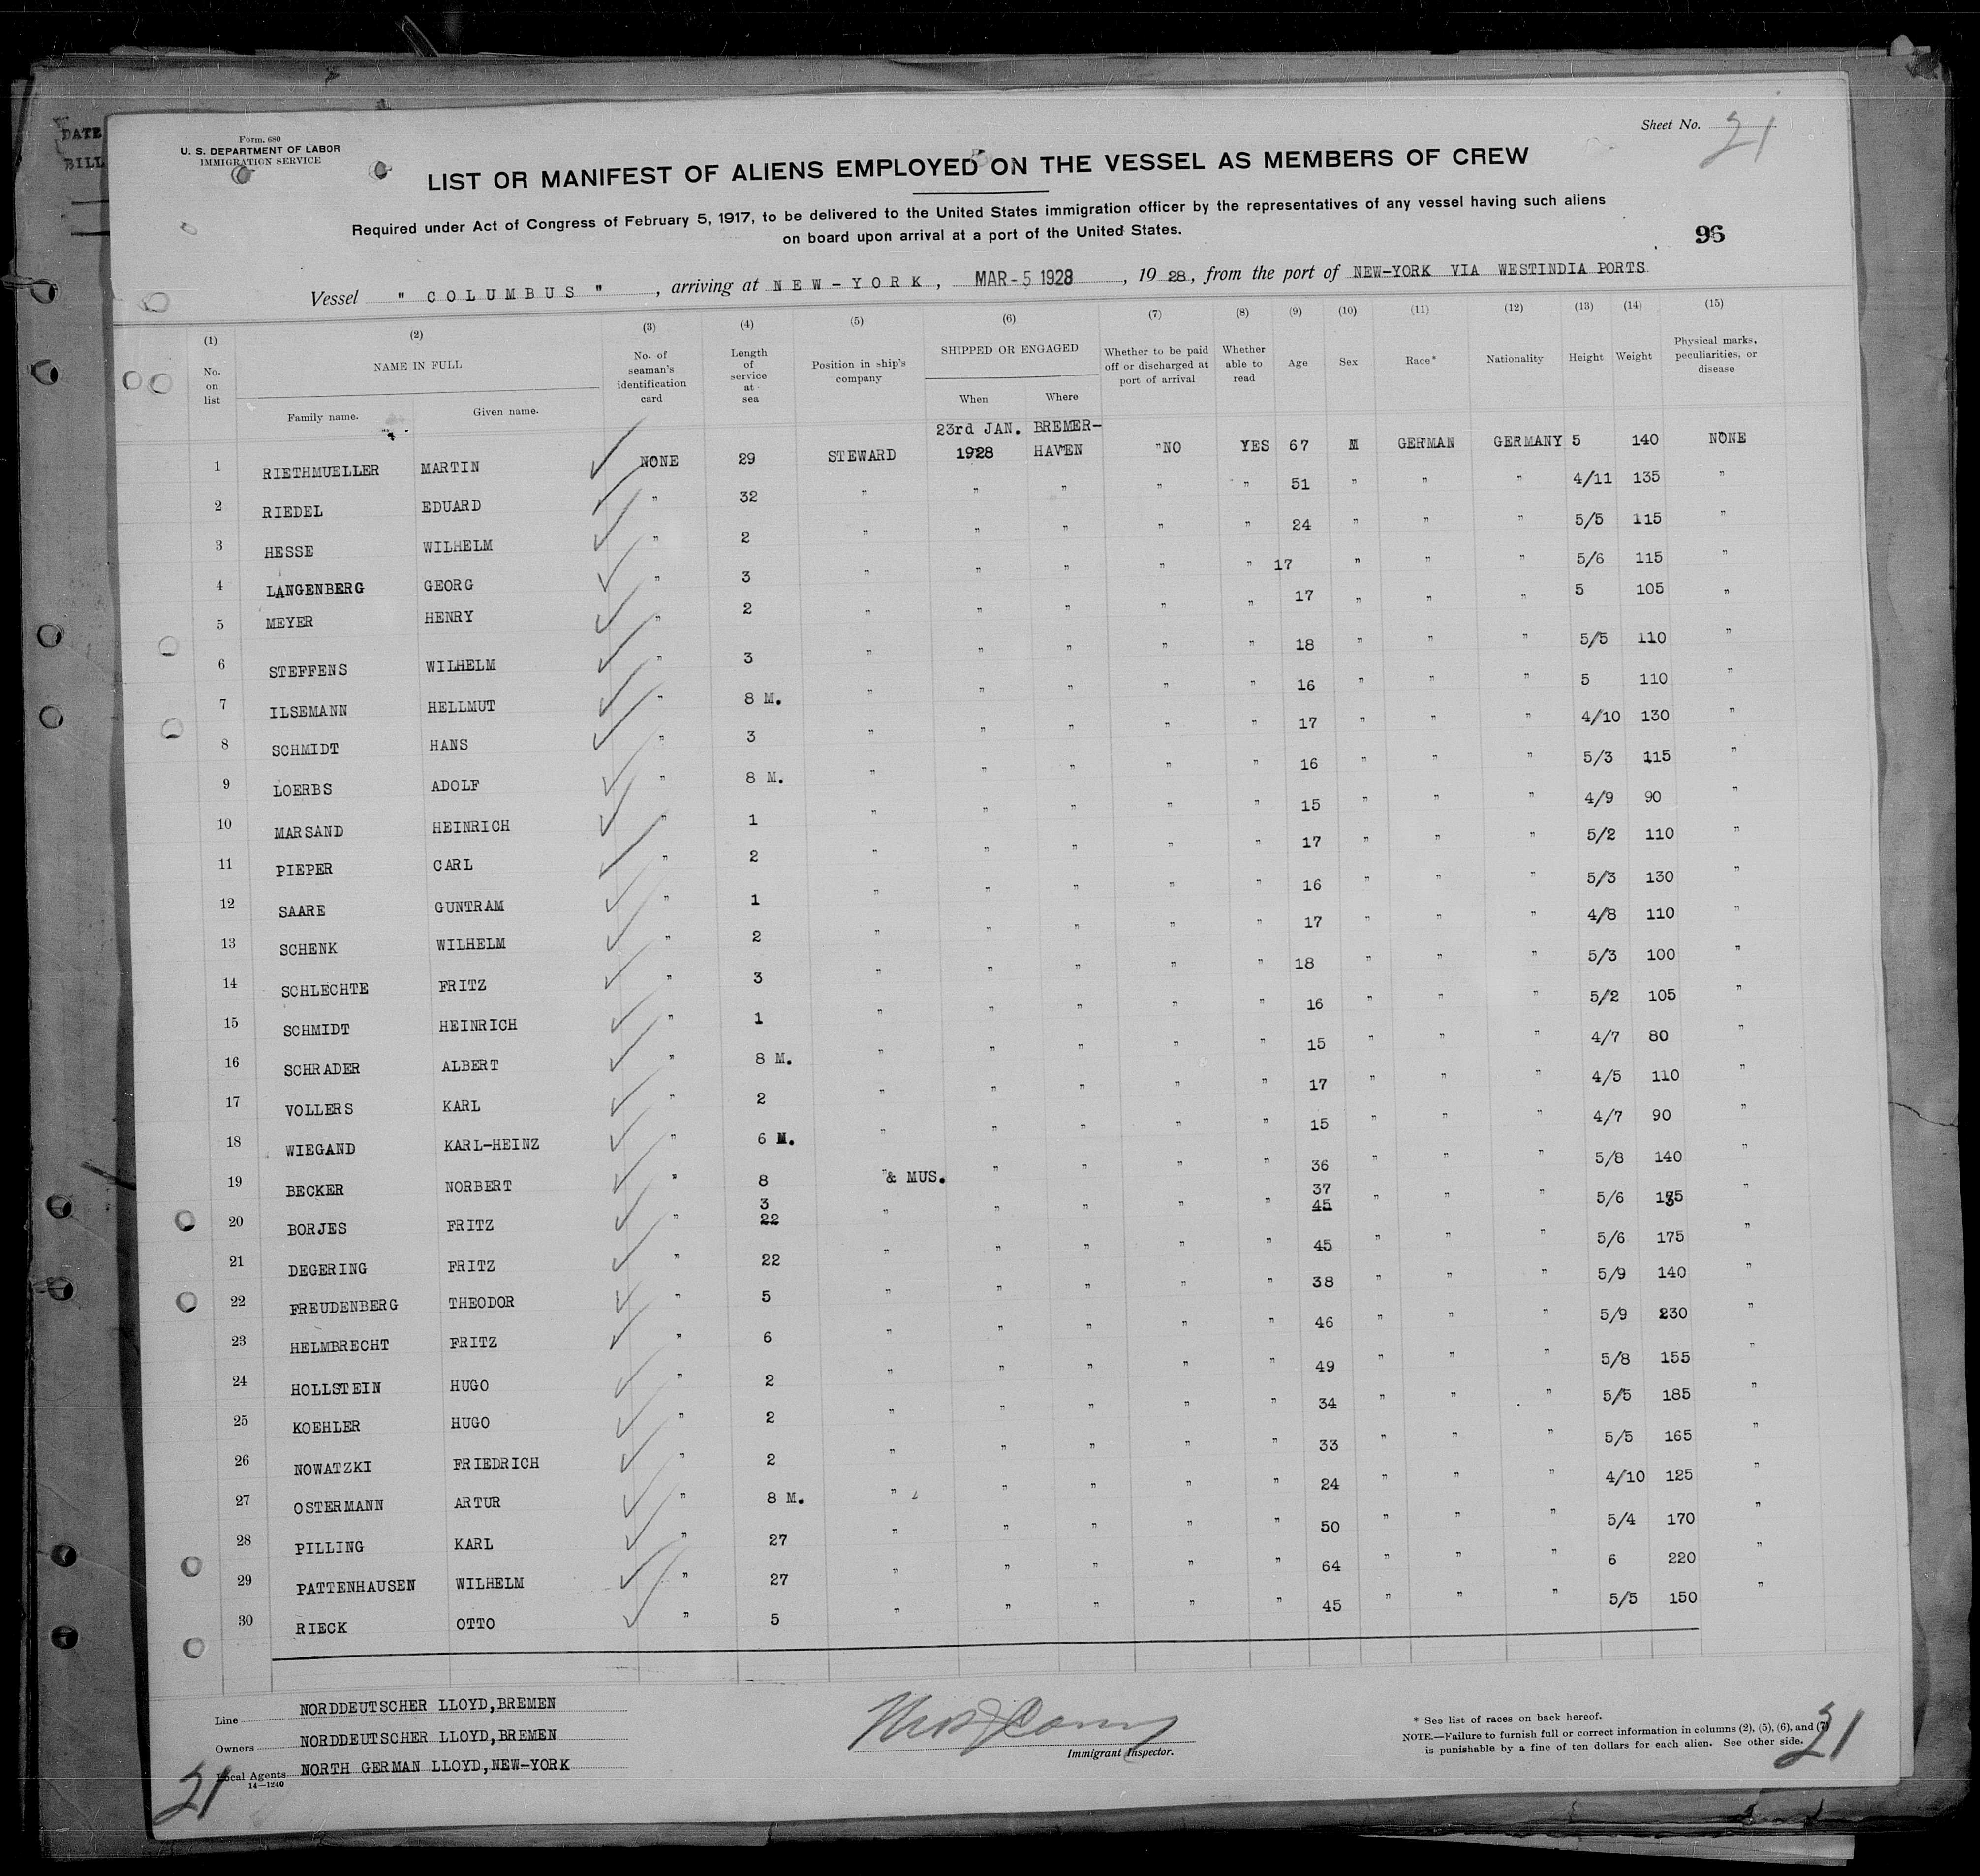 DATE
BILL
Form. 680
U. S. DEPARTMENT OF LABOR
IMMIGRATION SERVICE
Sheet No. 21
LIST OR MANIFEST OF ALIENS EMPLOYED ON THE VESSEL AS MEMBERS OF CREW
Required under Act of Congress of February 5, 1917, to be delivered to the United States immigration officer by the representatives of any vessel having such aliens
on board upon arrival at a port of the United States.
96
Vessel " COLUMBUS ", arriving at NEW-YORK, MAR-5 1928, 1928, from the port of NEW-YORK VIA WESTINDIA PORTS
(1) (2) (3) (4) (5) (6) (7) (8) (9) (10) (11) (12) (13) (14) (15)
No. on list NAME IN FULL No. of seaman's identification card Length of service at sea Position in ship's company SHIPPED OR ENGAGED Whether to be paid off or discharged at port of arrival Whether able to read Age Sex Race* Nationality Height Weight Physical marks, peculiarities, or disease
Family name. Given name. When Where
23rd JAN. BREMER-
1 RIETHMUELLER MARTIN NONE 29 STEWARD 1928 HAVEN "NO YES 67 M GERMAN GERMANY 5 140 NONE
2 RIEDEL EDUARD " 32 " " " " " 51 " " " 4/11 135 "
3 HESSE WILHELM " 2 " " " " " 24 " " " 5/5 115 "
4 LANGENBERG GEORG " 3 " " " " " 17 " " " 5/6 115 "
5 MEYER HENRY " 2 " " " " " 17 " " " 5 105 "
6 STEFFENS WILHELM " 3 " " " " " 18 " " " 5/5 110 "
7 ILSEMANN HELLMUT " 8 M. " " " " " 16 " " " 5 110 "
8 SCHMIDT HANS " 3 " " " " " 17 " " " 4/10 130 "
9 LOERBS ADOLF " 8 M. " " " " " 16 " " " 5/3 115 "
10 MARSAND HEINRICH " 1 " " " " " 15 " " " 4/9 90 "
11 PIEPER CARL " 2 " " " " " 17 " " " 5/2 110 "
12 SAARE GUNTRAM " 1 " " " " " 16 " " " 5/3 130 "
13 SCHENK WILHELM " 2 " " " " " 17 " " " 4/8 110 "
14 SCHLECHTE FRITZ " 3 " " " " " 18 " " " 5/3 100 "
15 SCHMIDT HEINRICH " 1 " " " " " 16 " " " 5/2 105 "
16 SCHRADER ALBERT " 8 M. " " " " " 15 " " " 4/7 80 "
17 VOLLERS KARL " 2 " " " " " 17 " " " 4/5 110 "
18 WIEGAND KARL-HEINZ " 6 M. " " " " " 15 " " " 4/7 90 "
19 BECKER NORBERT " 8 "& MUS. " " " " 36 " " " 5/8 140 "
3 37
20 BORJES FRITZ " 22 " " " " " 45 " " " 5/6 "
21 DEGERING FRITZ " 22 " " " " " 45 " " " 5/6 175 "
22 FREUDENBERG THEODOR " 5 " " " " " 38 " " " 5/9 140 "
23 HELMBRECHT FRITZ " 6 " " " " " 46 " " " 5/9 230 "
24 HOLLSTEIN HUGO " 2 " " " " " 49 " " " 5/8 155 "
25 KOEHLER HUGO " 2 " " " " " 34 " " " 5/5 185 "
26 NOWATZKI FRIEDRICH " 2 " " " " " 33 " " " 5/5 165 "
27 OSTERMANN ARTUR " 8 M. " " " " " 24 " " " 4/10 125 "
28 PILLING KARL " 27 " " " " " 50 " " " 5/4 170 "
29 PATTENHAUSEN WILHELM " 27 " " " " " 64 " " " 6 220 "
30 RIECK OTTO " 5 " " " " " 45 " " " 5/5 150 "
Line NORDDEUTSCHER LLOYD,BREMEN
Owners NORDDEUTSCHER LLOYD,BREMEN
Local Agents NORTH GERMAN LLOYD,NEW-YORK
14—1240
21
Immigrant Inspector.
* See list of races on back hereof.
NOTE.—Failure to furnish full or correct information in columns (2), (5), (6), and (7)
is punishable by a fine of ten dollars for each alien. See other side.
21